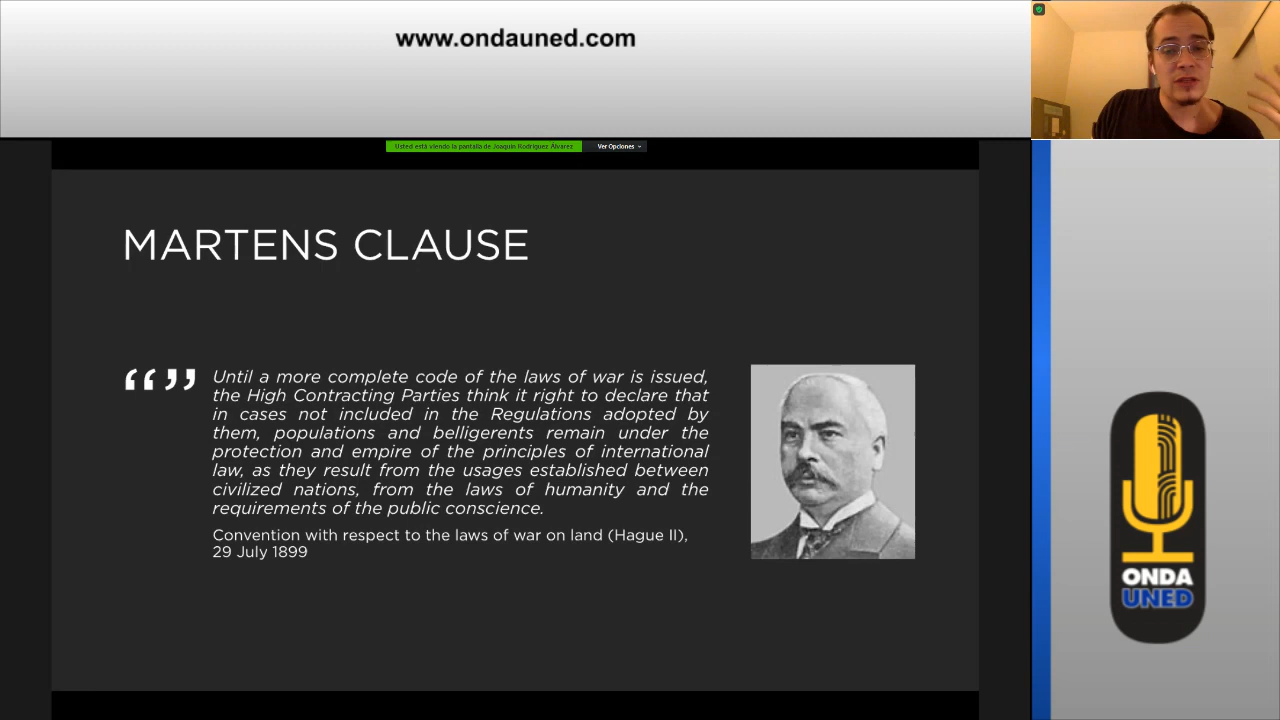 www.ondauned.com
Usted está viendo la pantalla de Joaquín Rodríguez Álvarez
Ver Opciones
MARTENS CLAUSE
“” Until a more complete code of the laws of war is issued,
the High Contracting Parties think it right to declare that
in cases not included in the Regulations adopted by
them, populations and belligerents remain under the
protection and empire of the principles of international
law, as they result from the usages established between
civilized nations, from the laws of humanity and the
requirements of the public conscience.
Convention with respect to the laws of war on land (Hague II),
29 July 1899
ONDA
UNED